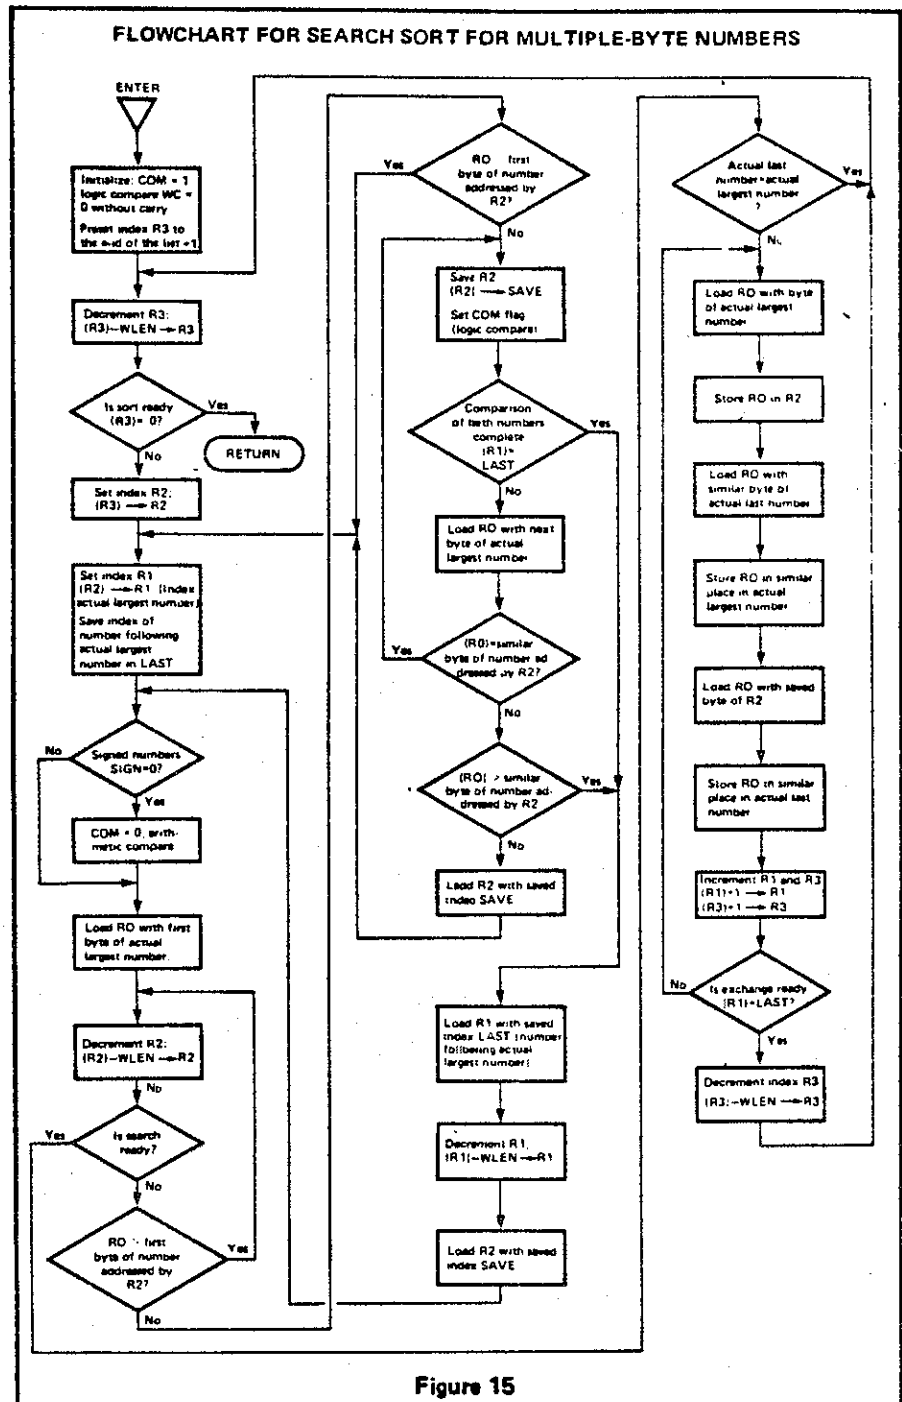 FLOWCHART FOR SEARCH SORT FOR MULTIPLE-BYTE NUMBERS
ENTER
Initialize: COM = 1
logic compare WC =
0 without carry
Preset index R3 to
the end of the list +1
Decrement R3:
(R3)−WLEN → R3
Is sort ready
(R3)= 0?
Yes
RETURN
No
Set index R2:
(R3) → R2
Set index R1
(R2) → R1 (Index
actual largest number)
Save index of
number following
actual largest
number in LAST
No
Signed numbers
SIGN=0?
Yes
COM = 0, arith-
metic compare
Load R0 with first
byte of actual
largest number.
Decrement R2:
(R2)−WLEN → R2
No
Yes
Is search
ready?
No
R0 > first
byte of number
addressed by
R2?
Yes
No
Yes
R0 first
byte of number
addressed by
R2?
No
Save R2
(R2) → SAVE
Set COM flag
(logic compare)
Comparison
of both numbers
complete
(R1)=
LAST
Yes
No
Load R0 with next
byte of actual
largest number
Yes
(R0)=similar
byte of number ad
dressed by R2?
No
(R0) > similar
byte of number ad-
dressed by R2
Yes
No
Load R2 with saved
index SAVE
Load R1 with saved
index LAST (number
following actual
largest number)
Decrement R1,
(R1)−WLEN → R1
Load R2 with saved
index SAVE
Actual last
number=actual
largest number
?
Yes
No
Load R0 with byte
of actual largest
number
Store R0 in R2
Load R0 with
similar byte of
actual last number
Store R0 in similar
place in actual
largest number
Load R0 with saved
byte of R2
Store R0 in similar
place in actual last
number
Increment R1 and R3
(R1)+1 → R1
(R3)+1 → R3
No
Is exchange ready
(R1)=LAST?
Yes
Decrement index R3
(R3)−WLEN → R3
Figure 15